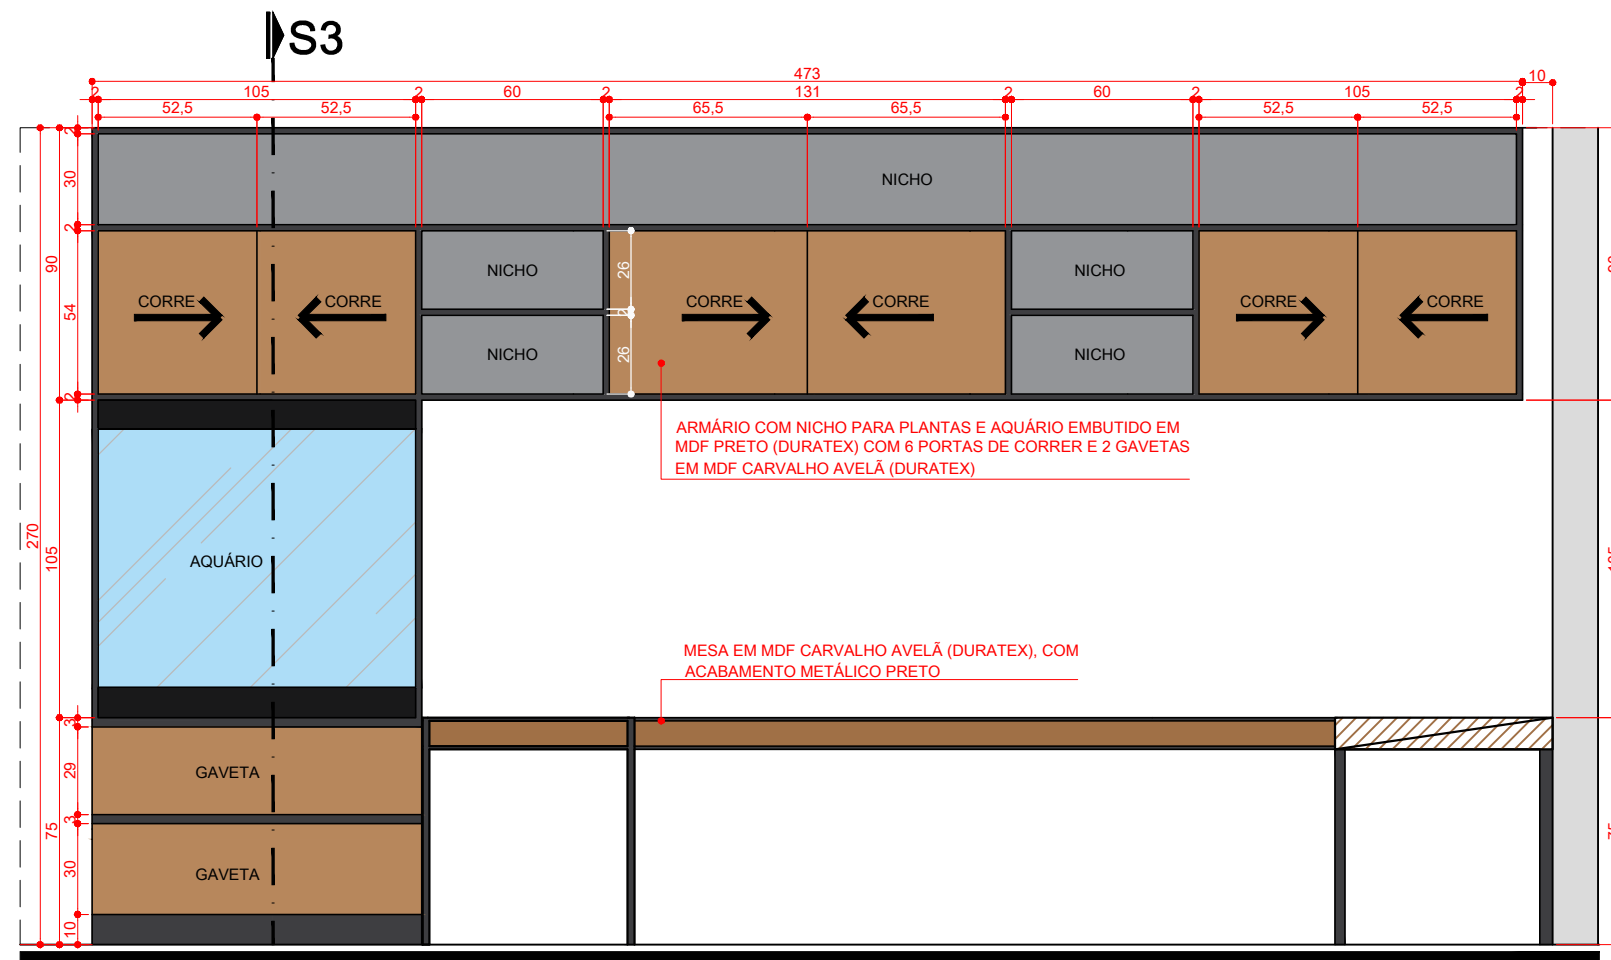 S3
473
10
2
105
2
60
2
131
2
60
2
105
2
52,5
52,5
65,5
65,5
52,5
52,5
2
30
NICHO
2
90
54
CORRE
CORRE
NICHO
NICHO
26
2
26
CORRE
CORRE
NICHO
NICHO
CORRE
CORRE
2
ARMÁRIO COM NICHO PARA PLANTAS E AQUÁRIO EMBUTIDO EM
MDF PRETO (DURATEX) COM 6 PORTAS DE CORRER E 2 GAVETAS
EM MDF CARVALHO AVELÃ (DURATEX)
270
105
AQUÁRIO
MESA EM MDF CARVALHO AVELÃ (DURATEX), COM
ACABAMENTO METÁLICO PRETO
3
29
GAVETA
3
75
30
GAVETA
10